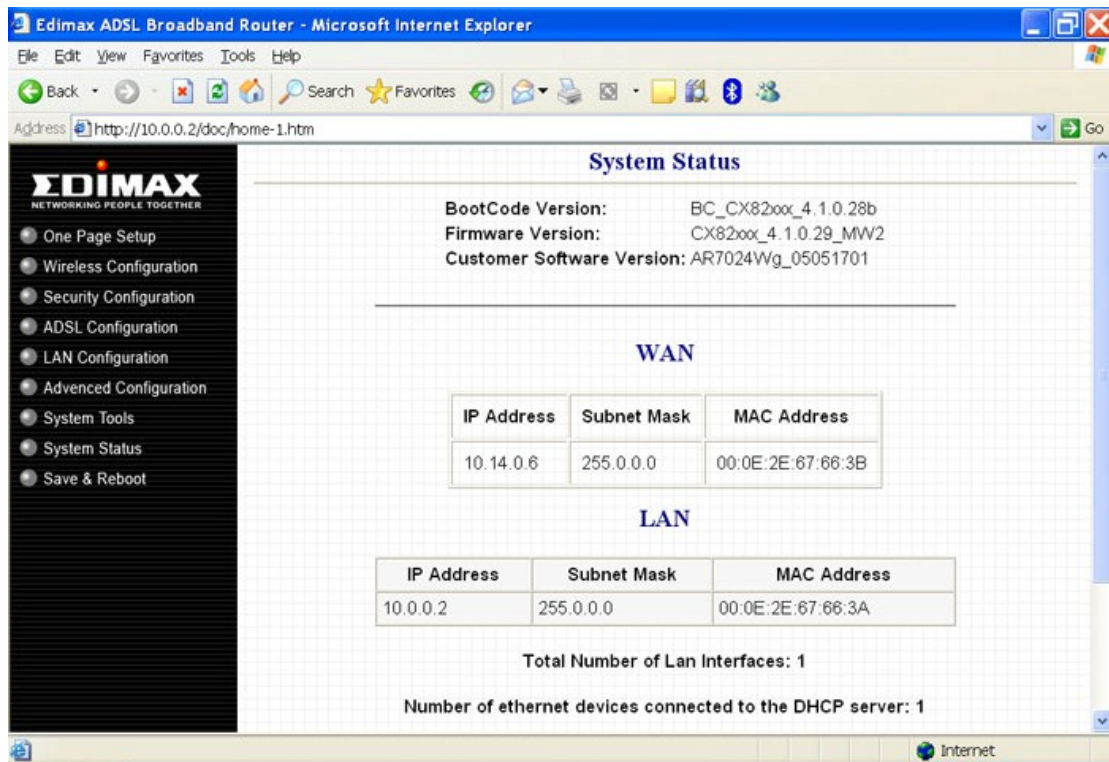 Edimax ADSL Broadband Router - Microsoft Internet Explorer
File Edit View Favorites Tools Help
Back Search Favorites
Address http://10.0.0.2/doc/home-1.htm Go
EDIMAX
NETWORKING PEOPLE TOGETHER
One Page Setup
Wireless Configuration
Security Configuration
ADSL Configuration
LAN Configuration
Advenced Configuration
System Tools
System Status
Save & Reboot
System Status
BootCode Version: BC_CX82xxx_4.1.0.28b
Firmware Version: CX82xxx_4.1.0.29_MW2
Customer Software Version: AR7024Wg_05051701
WAN
IP Address Subnet Mask MAC Address
10.14.0.6 255.0.0.0 00:0E:2E:67:66:3B
LAN
IP Address Subnet Mask MAC Address
10.0.0.2 255.0.0.0 00:0E:2E:67:66:3A
Total Number of Lan Interfaces: 1
Number of ethernet devices connected to the DHCP server: 1
Internet